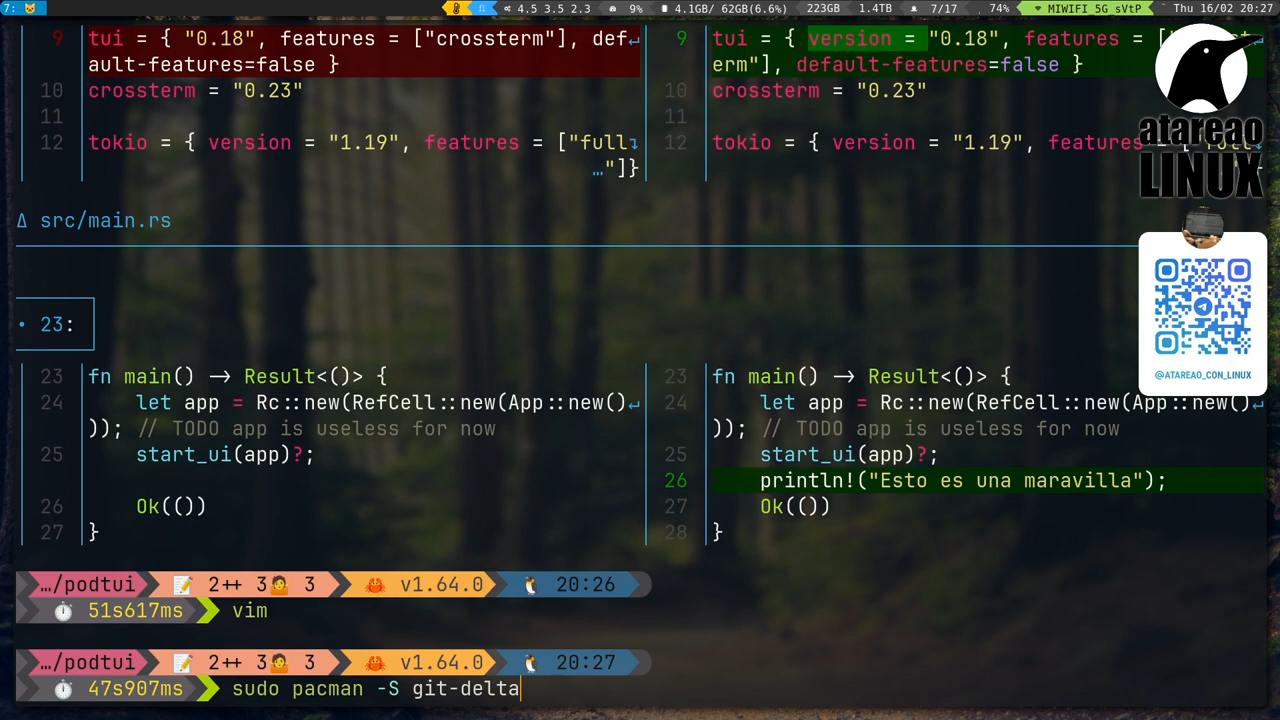 7:
4.5 3.5 2.3 9% 4.1GB/ 62GB(6.6%) 223GB 1.4TB 7/17 74% MIWIFI 5G sVtP Thu 16/02 20:27
9 tui = { "0.18", features = ["crossterm"], def↵
ault-features=false }
10 crossterm = "0.23"
11
12 tokio = { version = "1.19", features = ["full↴
…"]}
9 tui = { version = "0.18", features = [
erm"], default-features=false }
10 crossterm = "0.23"
11
12 tokio = { version = "1.19", features
atareao
LINUX
Δ src/main.rs
@ATAREAO_CON_LINUX
• 23:
23 fn main() -> Result<()> {
24 let app = Rc::new(RefCell::new(App::new()↵
)); // TODO app is useless for now
25 start_ui(app)?;
26 Ok(())
27 }
23 fn main() -> Result<()> {
24 let app = Rc::new(RefCell::new(App::new()↵
)); // TODO app is useless for now
25 start_ui(app)?;
26 println!("Esto es una maravilla");
27 Ok(())
28 }
…/podtui 📝 2++ 3🤷 3 🦀 v1.64.0 🐧 20:26
⏱️ 51s617ms vim
…/podtui 📝 2++ 3🤷 3 🦀 v1.64.0 🐧 20:27
⏱️ 47s907ms sudo pacman -S git-delta